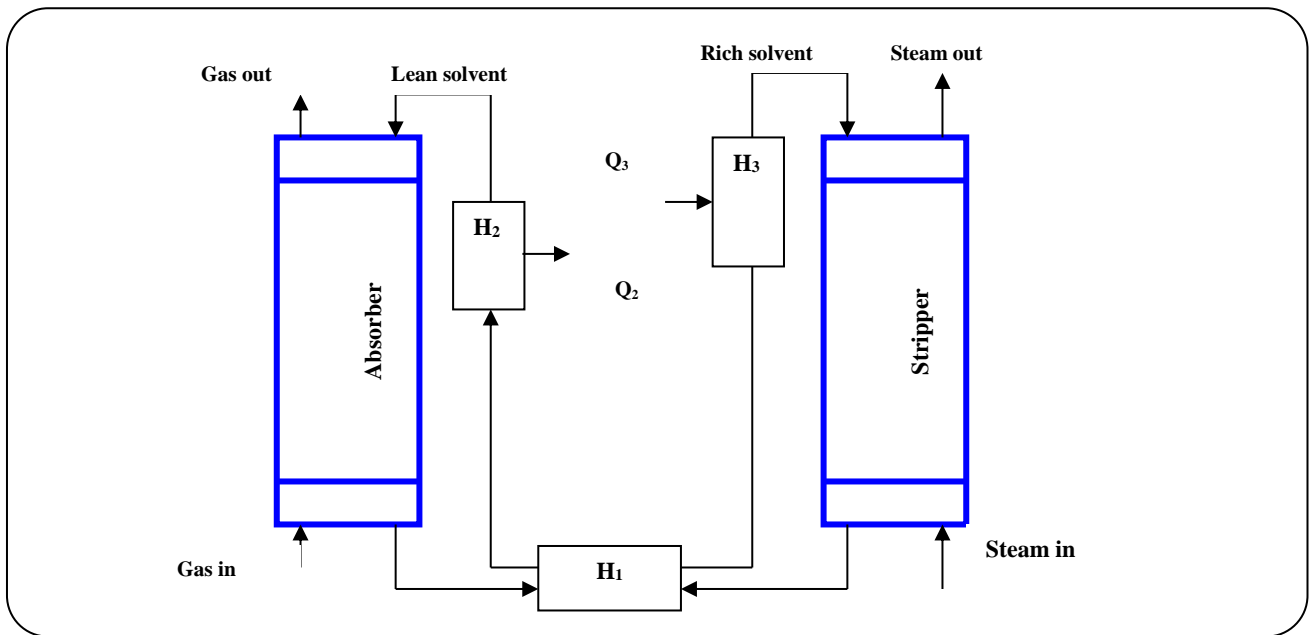 Rich solvent
Steam out
Gas out
Lean solvent
Q₃
H₃
H₂
Q₂
Absorber
Stripper
Steam in
Gas in
H₁